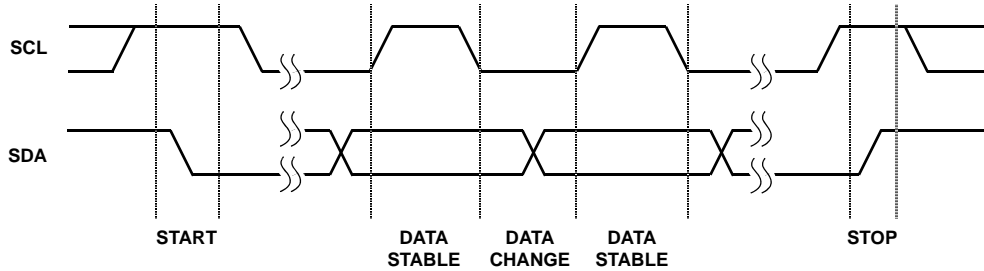 SCL
SDA
START
DATA
STABLE
DATA
CHANGE
DATA
STABLE
STOP